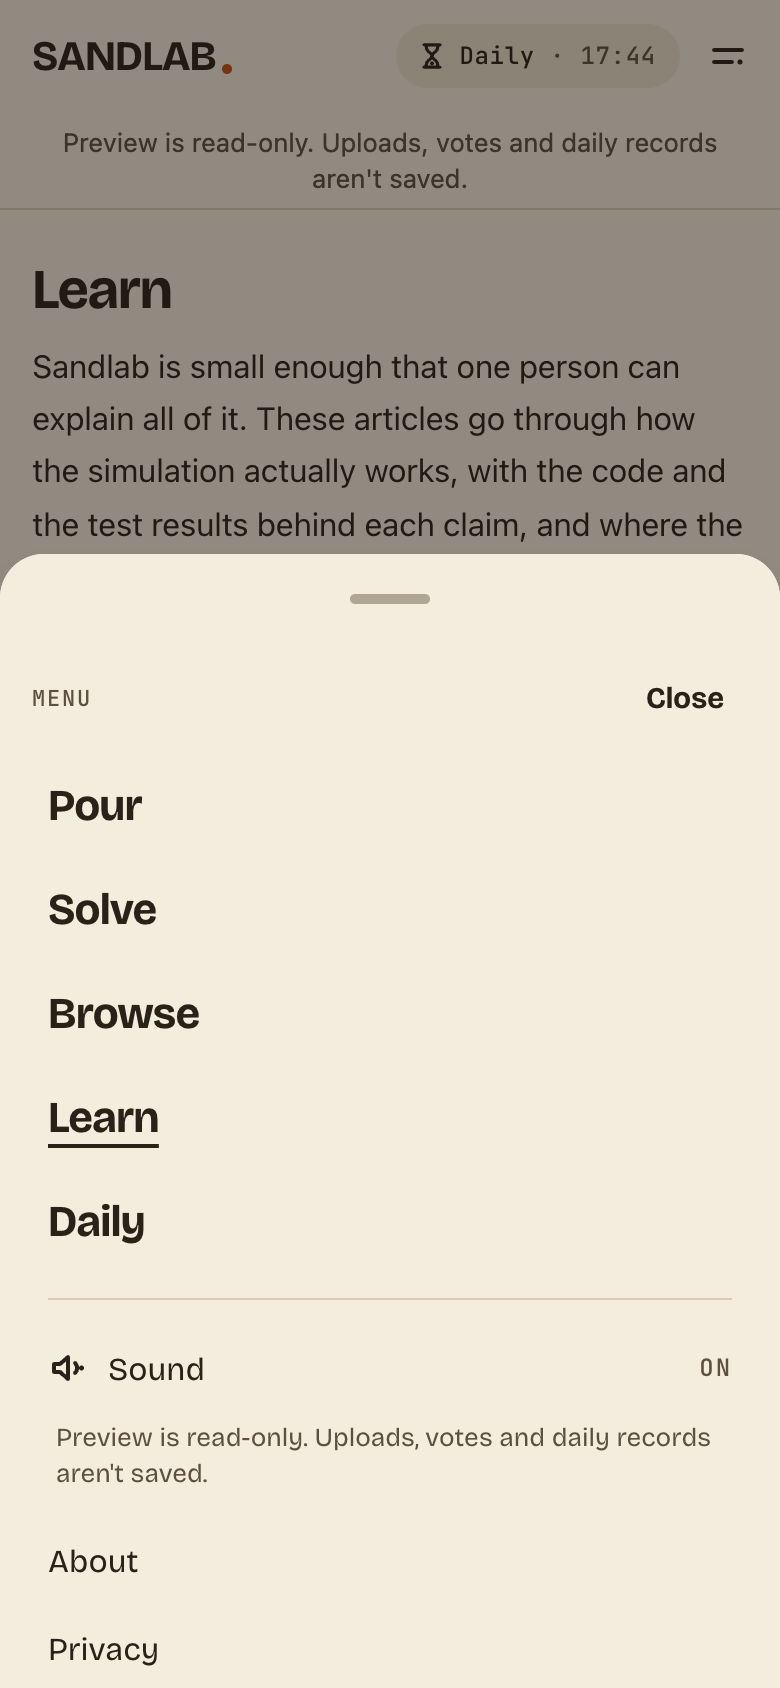 SANDLAB.
Daily · 17:44
Preview is read-only. Uploads, votes and daily records
aren't saved.
Learn
Sandlab is small enough that one person can
explain all of it. These articles go through how
the simulation actually works, with the code and
the test results behind each claim, and where the
MENU
Close
Pour
Solve
Browse
Learn
Daily
Sound
ON
Preview is read-only. Uploads, votes and daily records
aren't saved.
About
Privacy